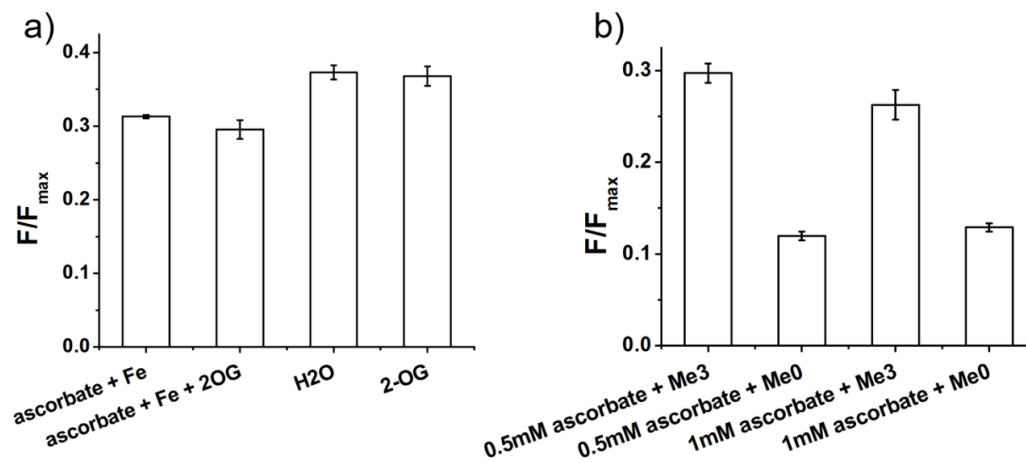 a)
F/Fmax
0.4
0.3
0.2
0.1
0.0
ascorbate + Fe
ascorbate + Fe + 2OG
H2O
2-OG
b)
F/Fmax
0.3
0.2
0.1
0.0
0.5mM ascorbate + Me3
0.5mM ascorbate + Me0
1mM ascorbate + Me3
1mM ascorbate + Me0